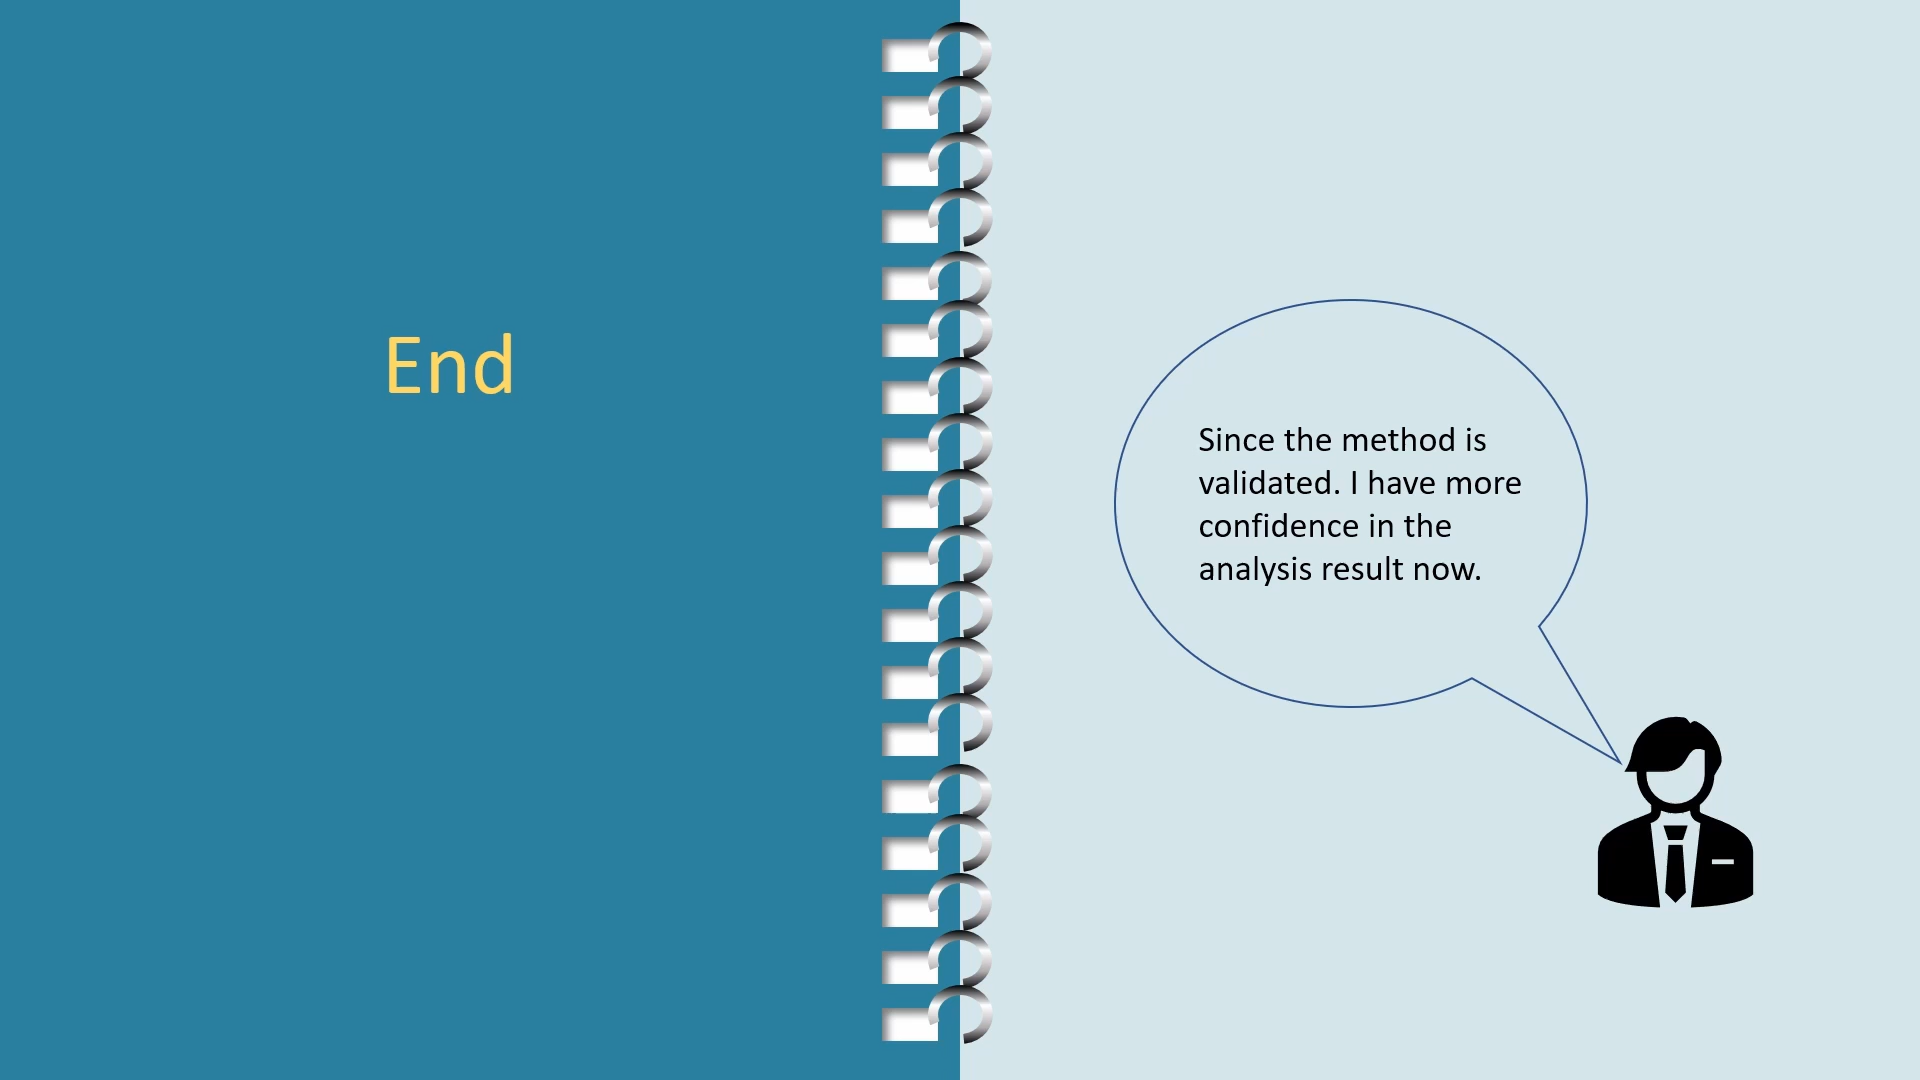 End
Since the method is
validated. I have more
confidence in the
analysis result now.